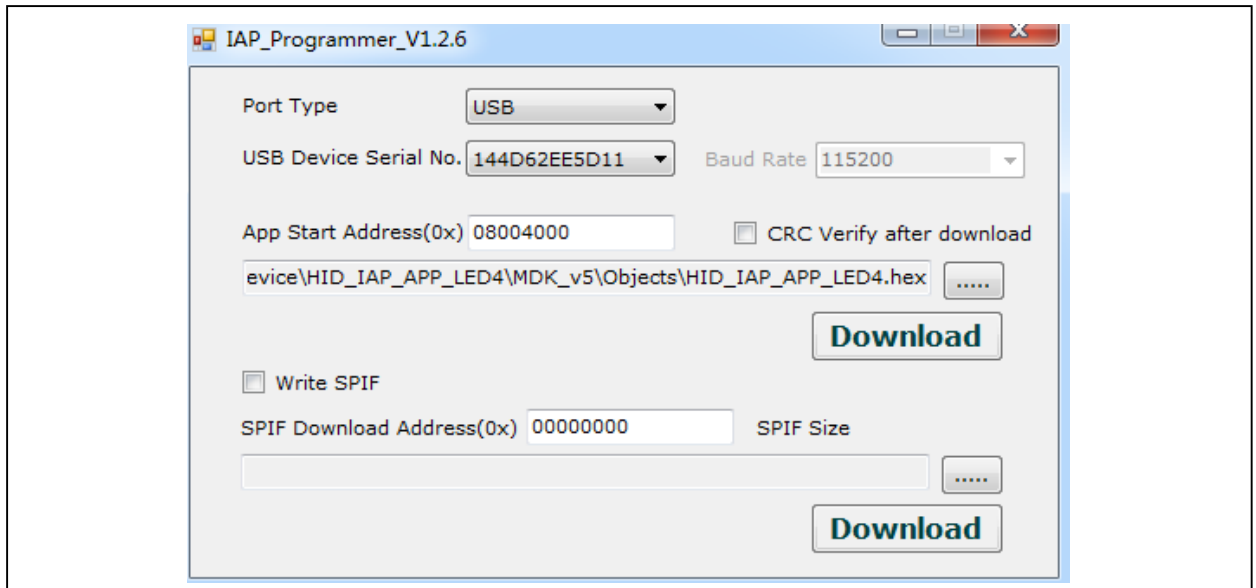 IAP_Programmer_V1.2.6
Port Type USB
USB Device Serial No. 144D62EE5D11 Baud Rate 115200
App Start Address(0x) 08004000 CRC Verify after download
evice\HID_IAP_APP_LED4\MDK_v5\Objects\HID_IAP_APP_LED4.hex .....
Download
Write SPIF
SPIF Download Address(0x) 00000000 SPIF Size
.....
Download